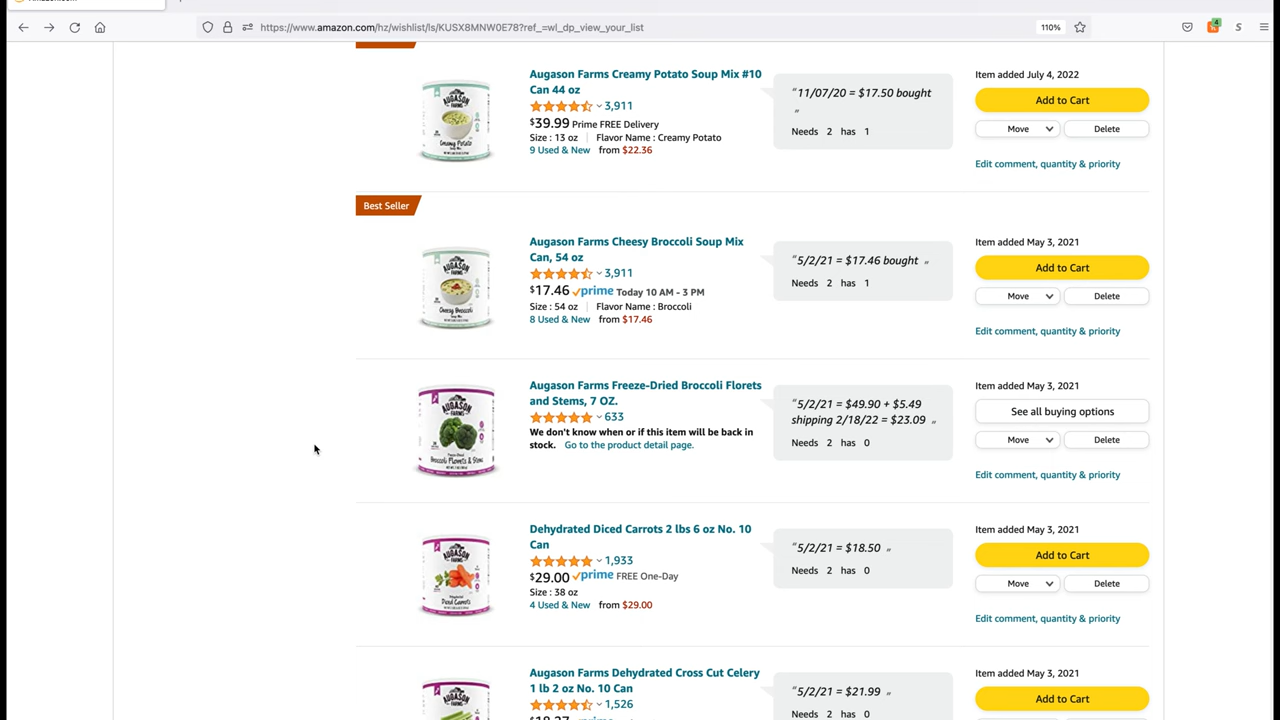 https://www.amazon.com/hz/wishlist/ls/KUSX8MNW0E78?ref_=wl_dp_view_your_list
110%
4
Augason Farms Creamy Potato Soup Mix #10
Can 44 oz
3,911
$39.99 Prime FREE Delivery
Size : 13 oz | Flavor Name : Creamy Potato
9 Used & New from $22.36
"11/07/20 = $17.50 bought
"
Needs 2 has 1
Item added July 4, 2022
Add to Cart
Move
Delete
Edit comment, quantity & priority
Best Seller
Augason Farms Cheesy Broccoli Soup Mix
Can, 54 oz
3,911
$17.46 prime Today 10 AM - 3 PM
Size : 54 oz | Flavor Name : Broccoli
8 Used & New from $17.46
"5/2/21 = $17.46 bought "
Needs 2 has 1
Item added May 3, 2021
Add to Cart
Move
Delete
Edit comment, quantity & priority
AUGASON
FARMS
Augason Farms Freeze-Dried Broccoli Florets
and Stems, 7 OZ.
633
We don't know when or if this item will be back in
stock. Go to the product detail page.
"5/2/21 = $49.90 + $5.49
shipping 2/18/22 = $23.09 "
Needs 2 has 0
Item added May 3, 2021
See all buying options
Move
Delete
Edit comment, quantity & priority
AUGASON
FARMS
Broccoli Florets & Stems
Dehydrated Diced Carrots 2 lbs 6 oz No. 10
Can
1,933
$29.00 prime FREE One-Day
Size : 38 oz
4 Used & New from $29.00
"5/2/21 = $18.50 "
Needs 2 has 0
Item added May 3, 2021
Add to Cart
Move
Delete
Edit comment, quantity & priority
AUGASON
FARMS
Diced Carrots
Augason Farms Dehydrated Cross Cut Celery
1 lb 2 oz No. 10 Can
1,526
"5/2/21 = $21.99 "
Needs 2 has 0
Item added May 3, 2021
Add to Cart
AUGASON